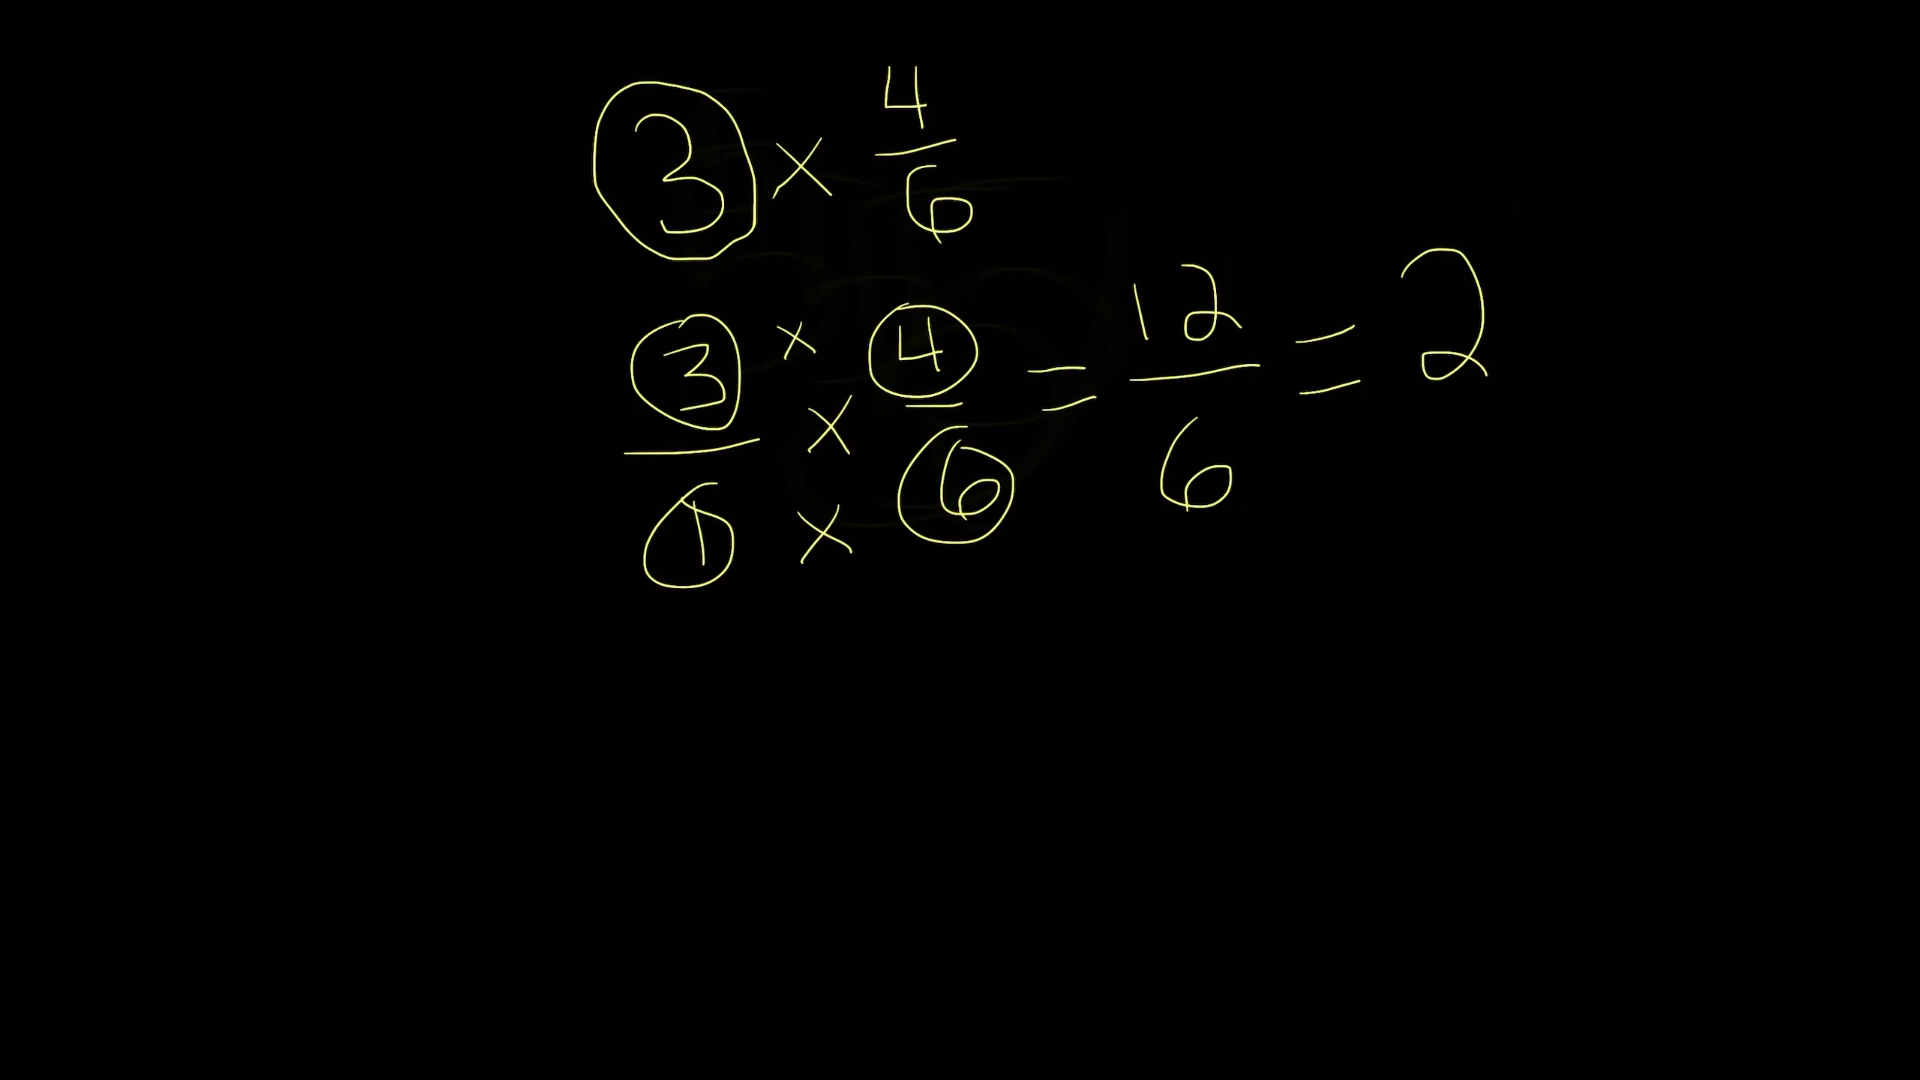 3 × 4/6
3/1 × 4/6 = 12/6 = 2
× ×